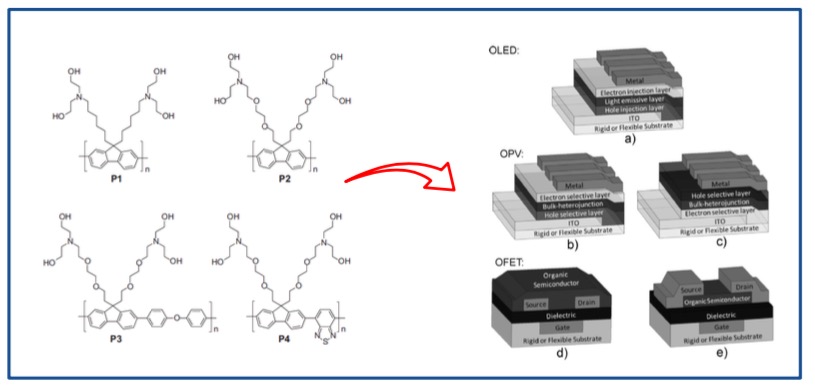 OH
OH
N
N
HO
OH
n
P1
OH
OH
N
N
HO
OH
O
O
O
O
n
P2
OH
OH
N
N
HO
OH
O
O
O
O
O
n
P3
OH
OH
N
N
HO
OH
O
O
O
O
N
N
S
n
P4
OLED:
Metal
Electron injection layer
Light emissive layer
Hole injection layer
ITO
Rigid or Flexible Substrate
a)
OPV:
Metal
Electron selective layer
Bulk-heterojunction
Hole selective layer
ITO
Rigid or Flexible Substrate
b)
Metal
Hole selective layer
Bulk-heterojunction
Electron selective layer
ITO
Rigid or Flexible Substrate
c)
OFET:
Organic
Semiconductor
Source
Drain
Dielectric
Gate
Rigid or Flexible Substrate
d)
Source
Drain
Organic Semiconductor
Dielectric
Gate
Rigid or Flexible Substrate
e)